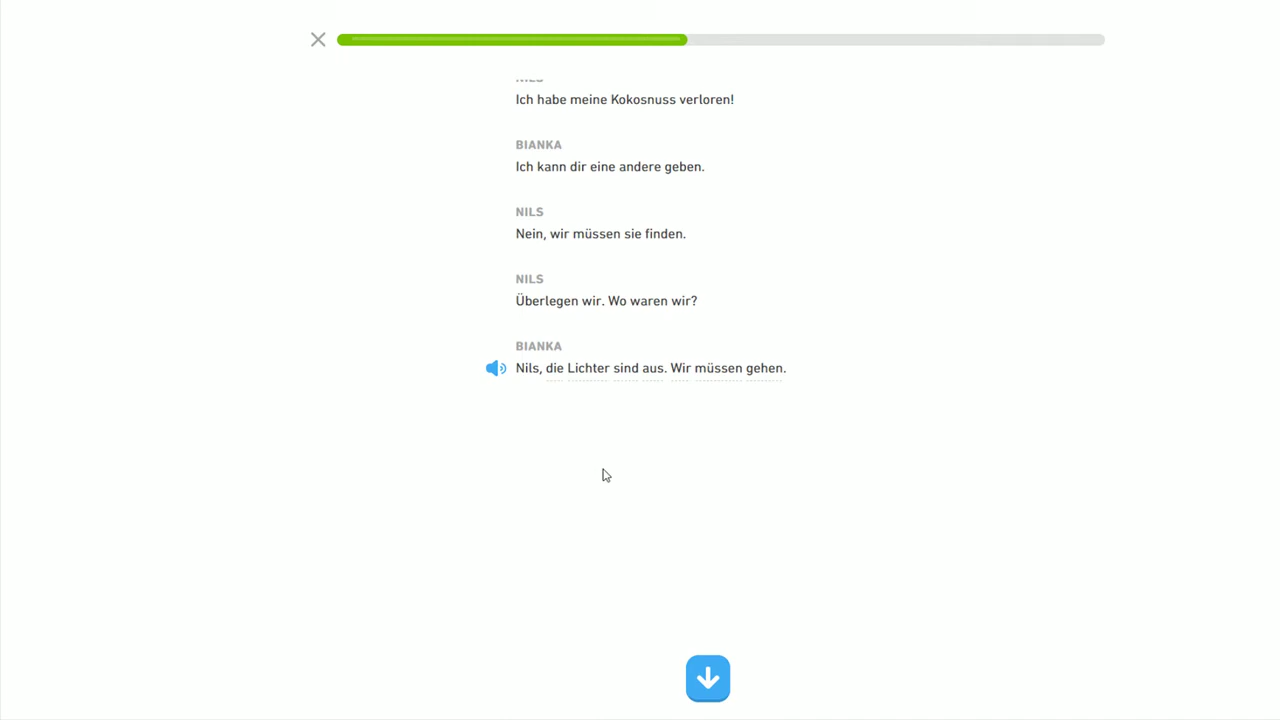 Ich habe meine Kokosnuss verloren!
BIANKA
Ich kann dir eine andere geben.
NILS
Nein, wir müssen sie finden.
NILS
Überlegen wir. Wo waren wir?
BIANKA
Nils, die Lichter sind aus. Wir müssen gehen.